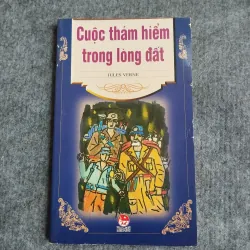 Cuộc thám hiểm
trong lòng đất
JULES VERNE